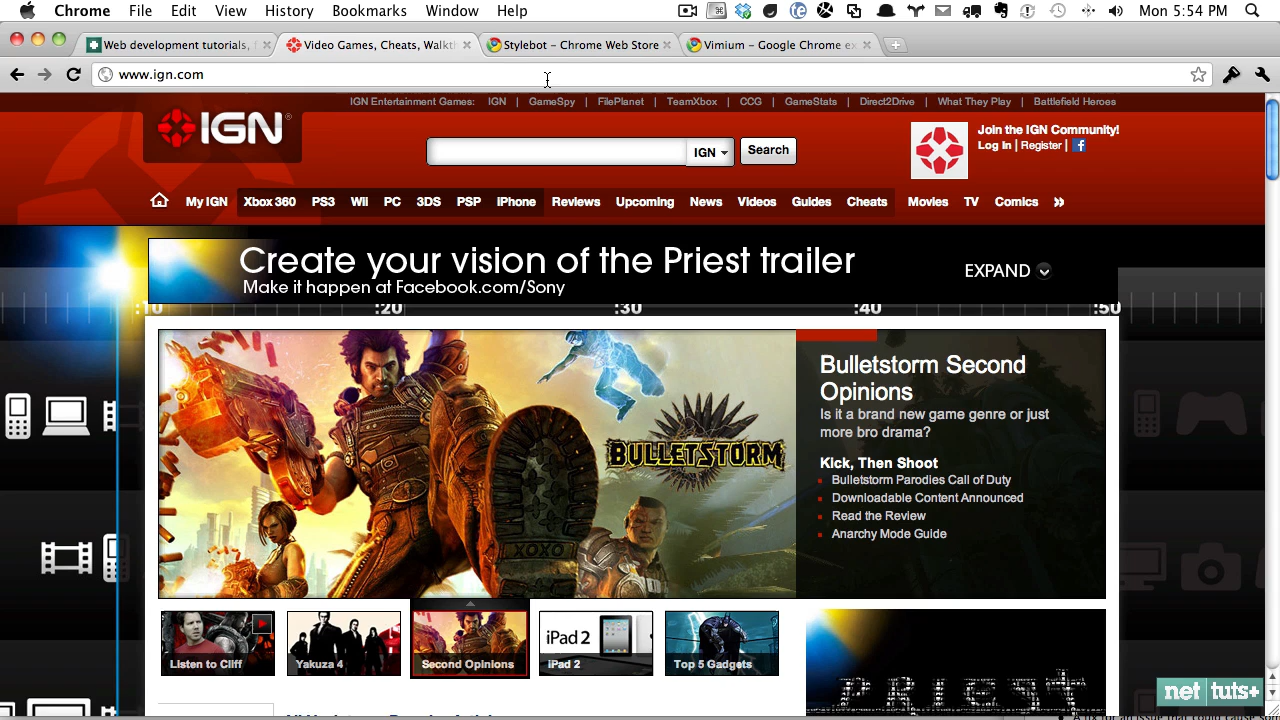 Chrome File Edit View History Bookmarks Window Help Mon 5:54 PM
Web development tutorials, Video Games, Cheats, Walkt Stylebot – Chrome Web Store Vimium – Google Chrome ex
www.ign.com
IGN Entertainment Games: IGN | GameSpy | FilePlanet | TeamXbox | CCG | GameStats | Direct2Drive | What They Play | Battlefield Heroes
IGN
IGN Search
Join the IGN Community!
Log In | Register |
My IGN Xbox 360 PS3 Wii PC 3DS PSP iPhone Reviews Upcoming News Videos Guides Cheats Movies TV Comics »
Create your vision of the Priest trailer
Make it happen at Facebook.com/Sony
EXPAND
:10 :20 :30 :40 :50
BULLETSTORM
XOXO
Bulletstorm Second
Opinions
Is it a brand new game genre or just
more bro drama?
Kick, Then Shoot
Bulletstorm Parodies Call of Duty
Downloadable Content Announced
Read the Review
Anarchy Mode Guide
iPad 2
Listen to Cliff Yakuza 4 Second Opinions iPad 2 Top 5 Gadgets
PRIEST
net tuts+